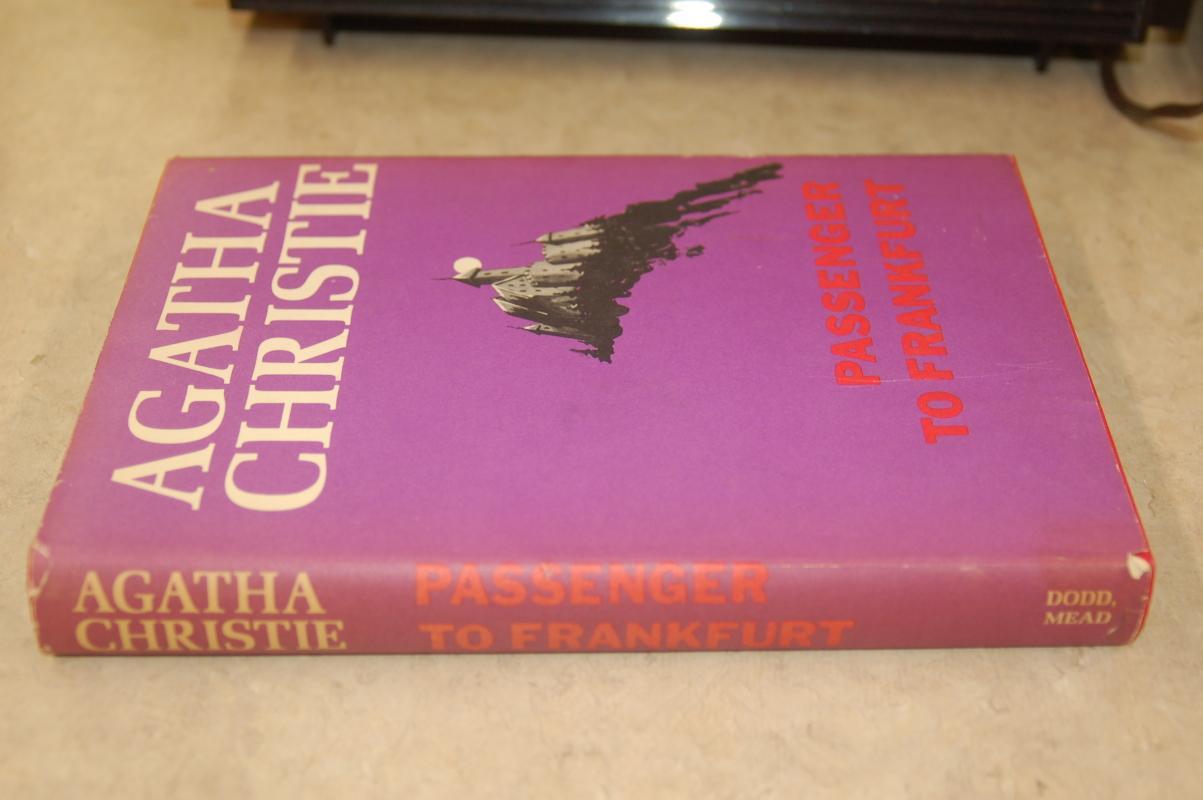 AGATHA
CHRISTIE
PASSENGER
TO FRANKFURT
AGATHA
CHRISTIE
PASSENGER
TO FRANKFURT
DODD,
MEAD